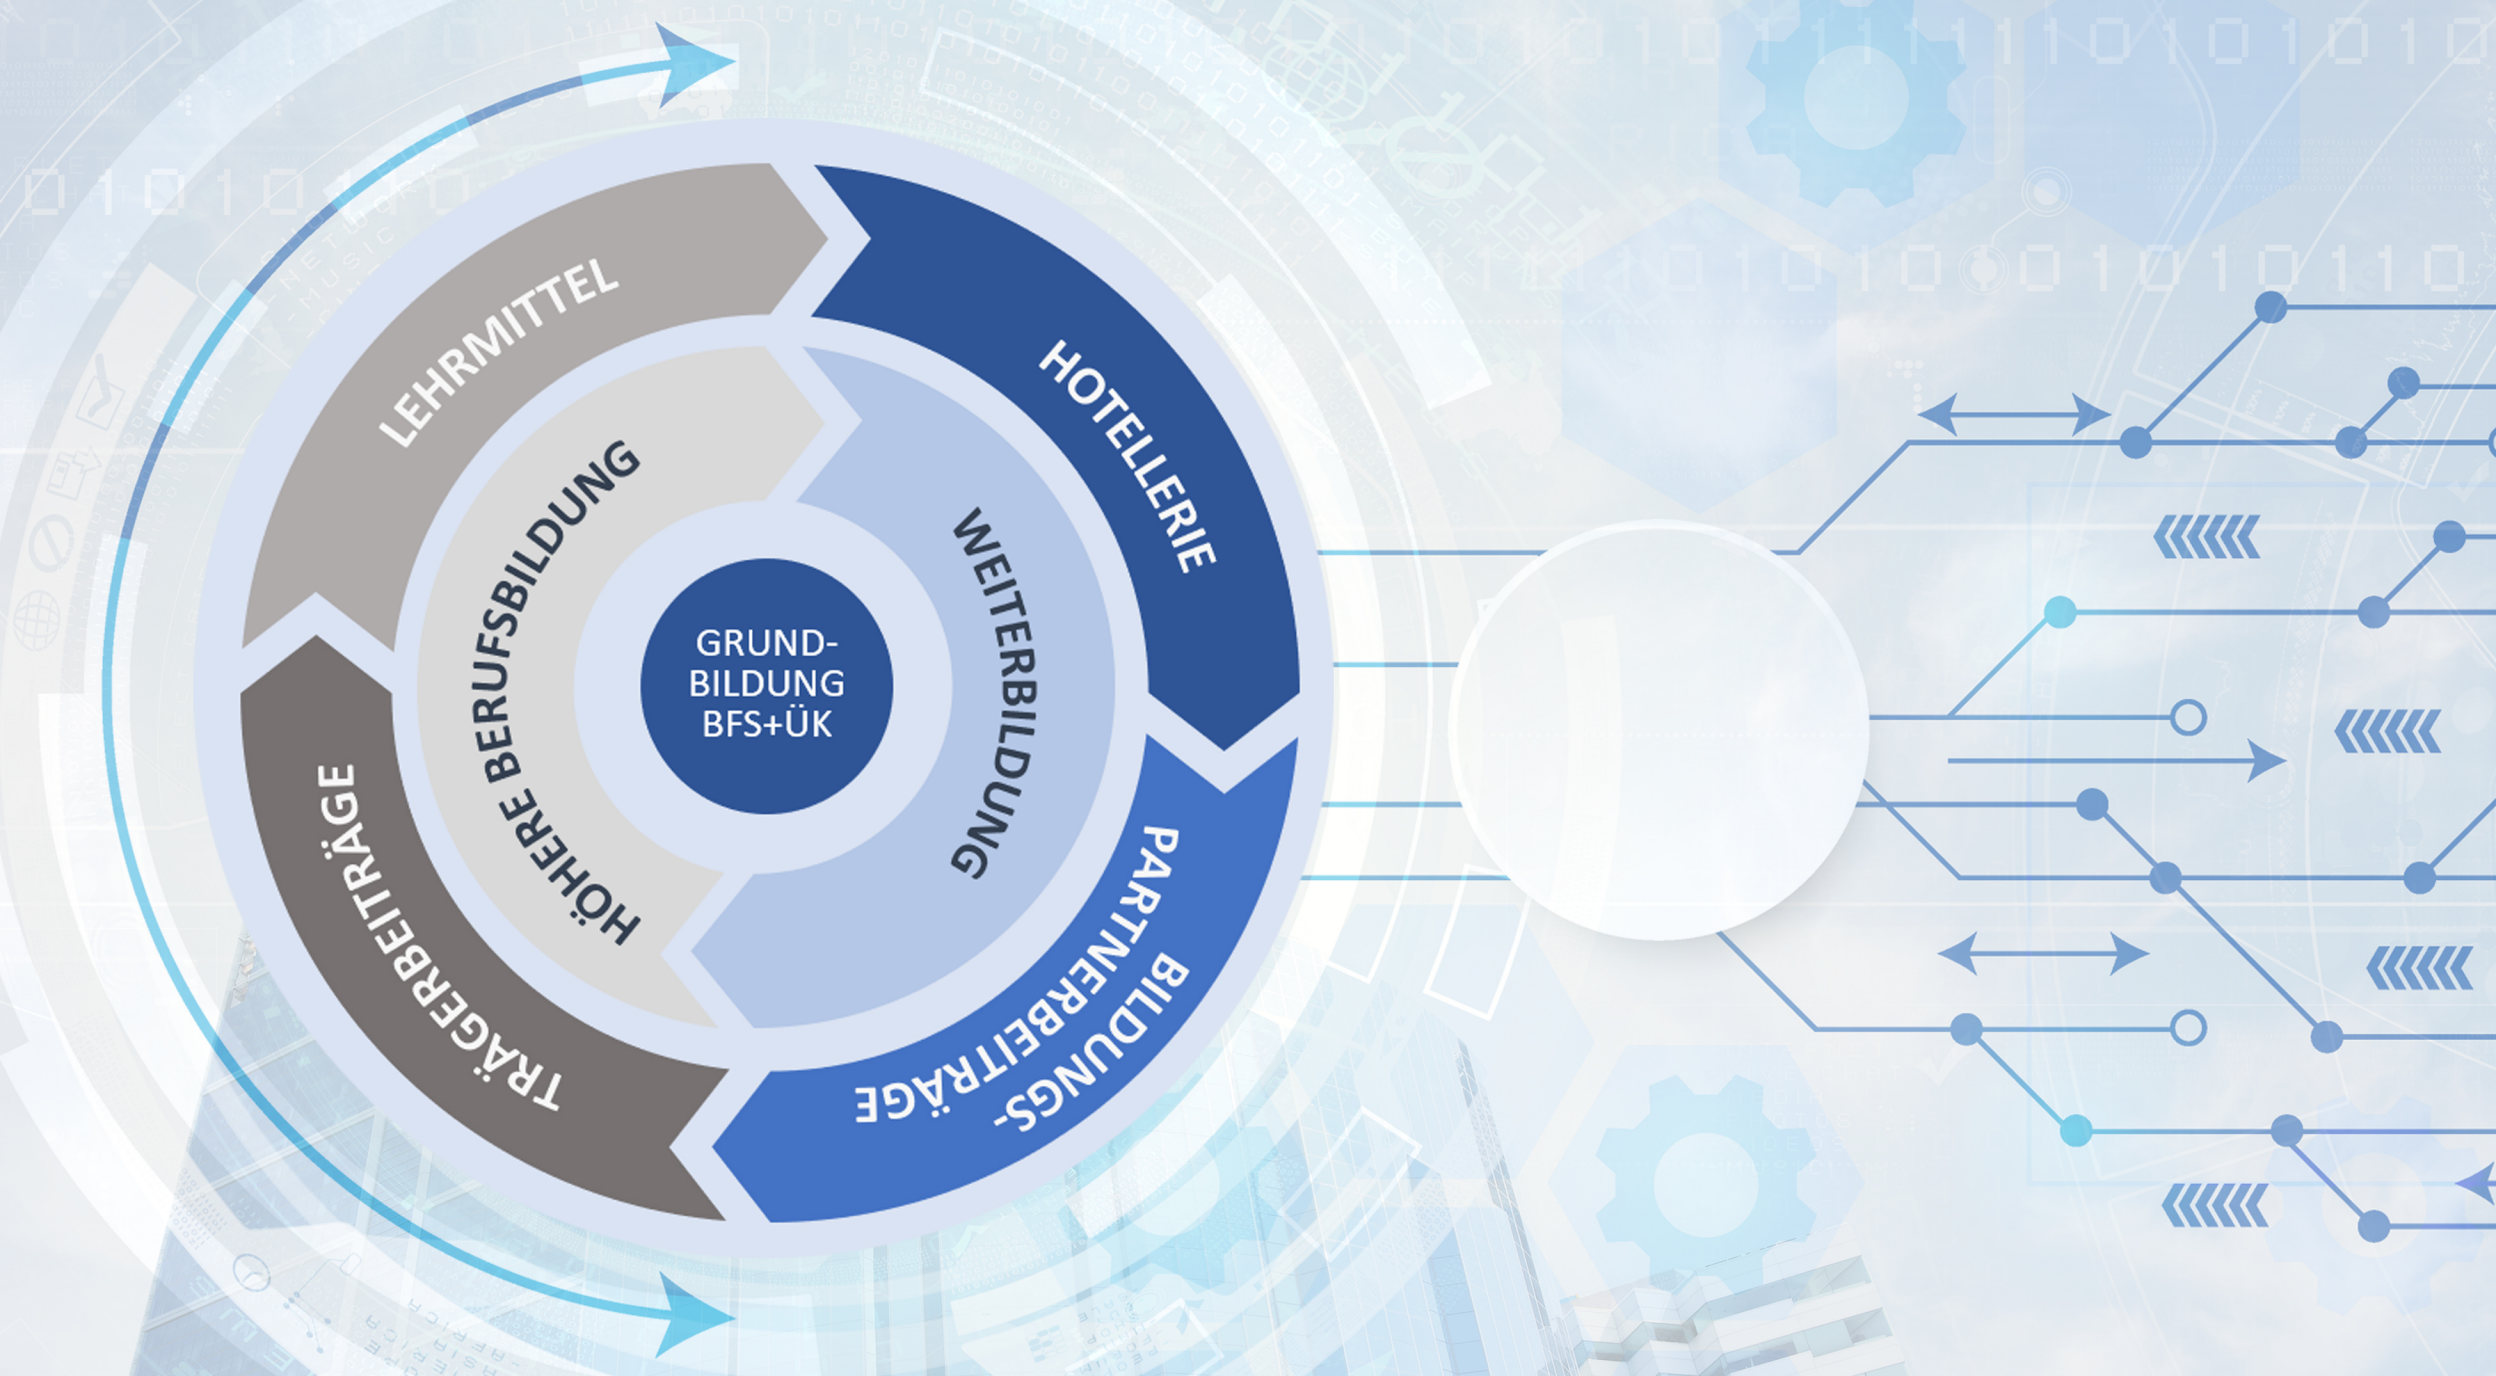 LEHRMITTEL
HOTELLERIE
HÖHERE BERUFSBILDUNG
WEITERBILDUNG
GRUND-
BILDUNG
BFS+ÜK
TRÄGERBEITRÄGE
BILDUNGS-
PARTNERBEITRÄGE